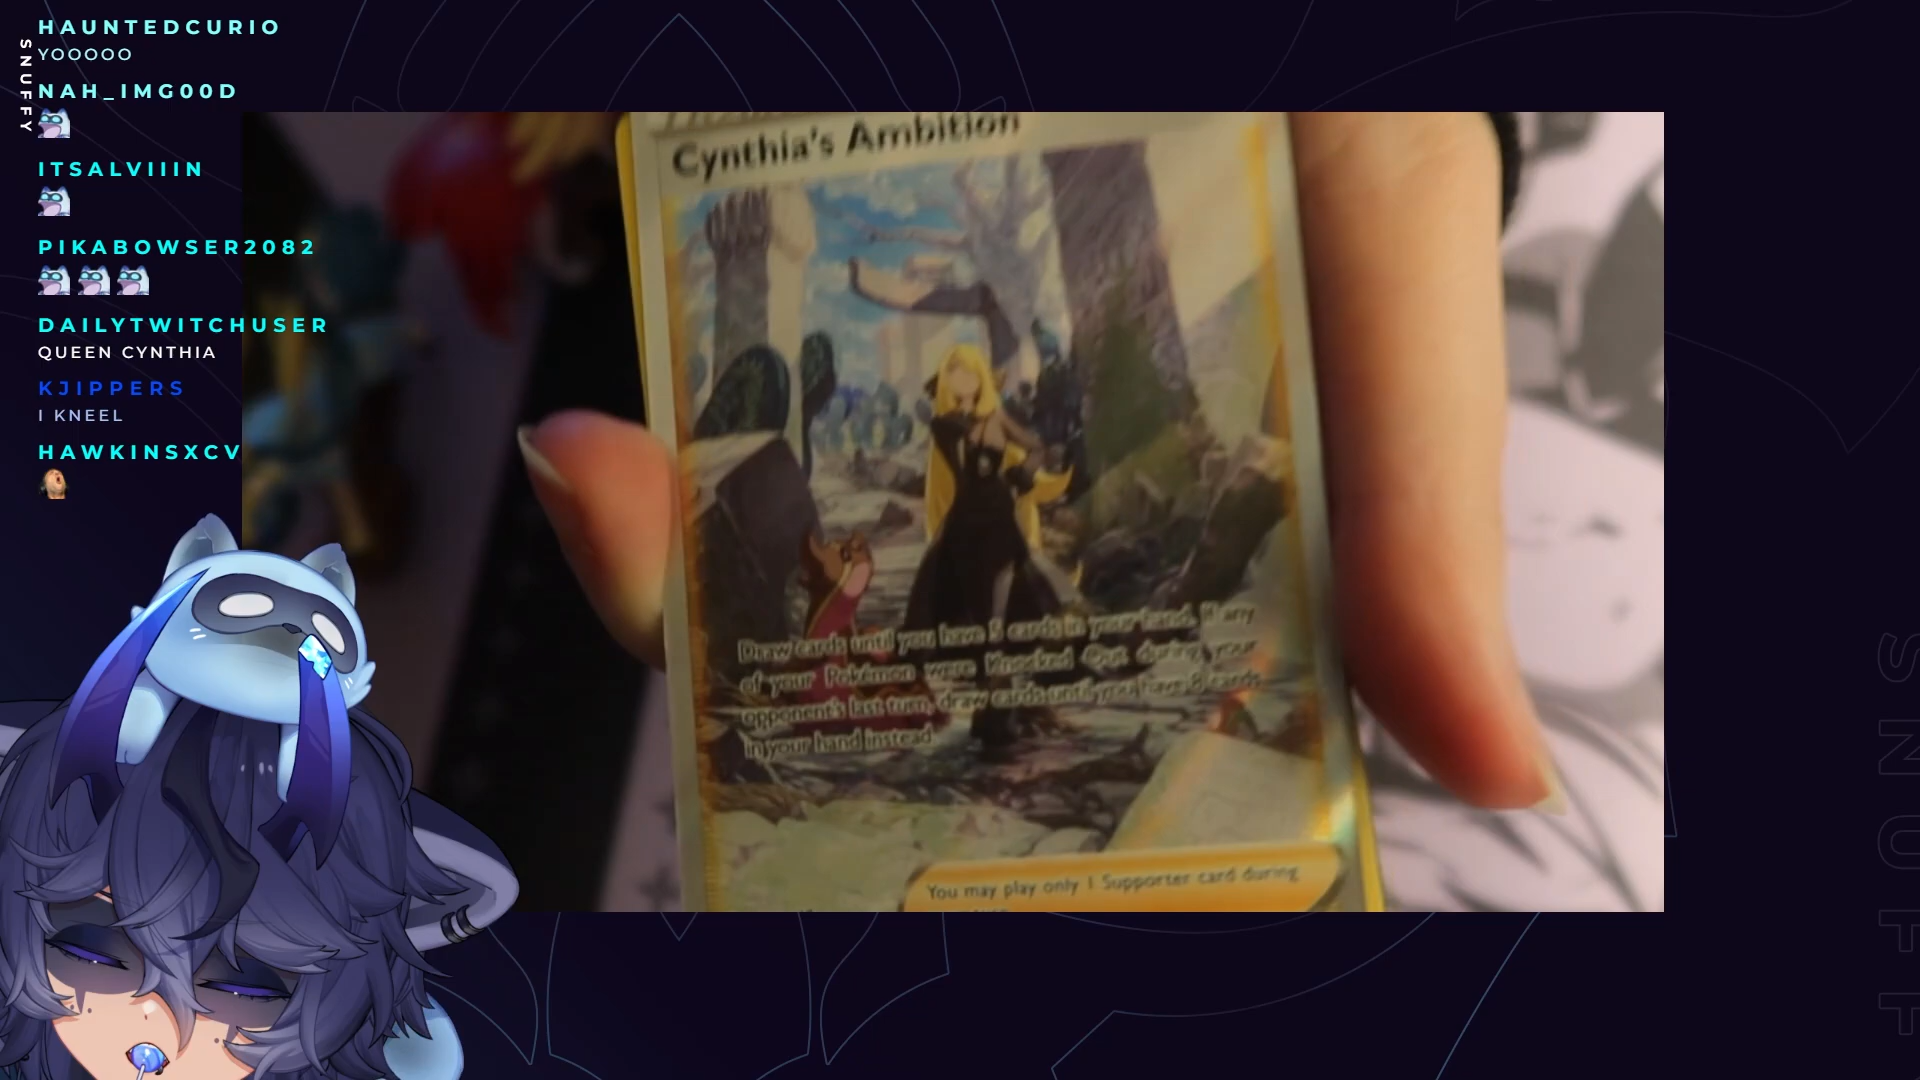 SNUFFY
HAUNTEDCURIO
YOOOOO
NAH_IMG00D
ITSALVIIIN
PIKABOWSER2082
DAILYTWITCHUSER
QUEEN CYNTHIA
KJIPPERS
I KNEEL
HAWKINSXCV
Cynthia's Ambition
Draw cards until you have 5 cards in your hand. If any
of your Pokémon were Knocked Out during your
opponent's last turn, draw cards until you have 8 cards
in your hand instead.
You may play only 1 Supporter card during
SNUFF